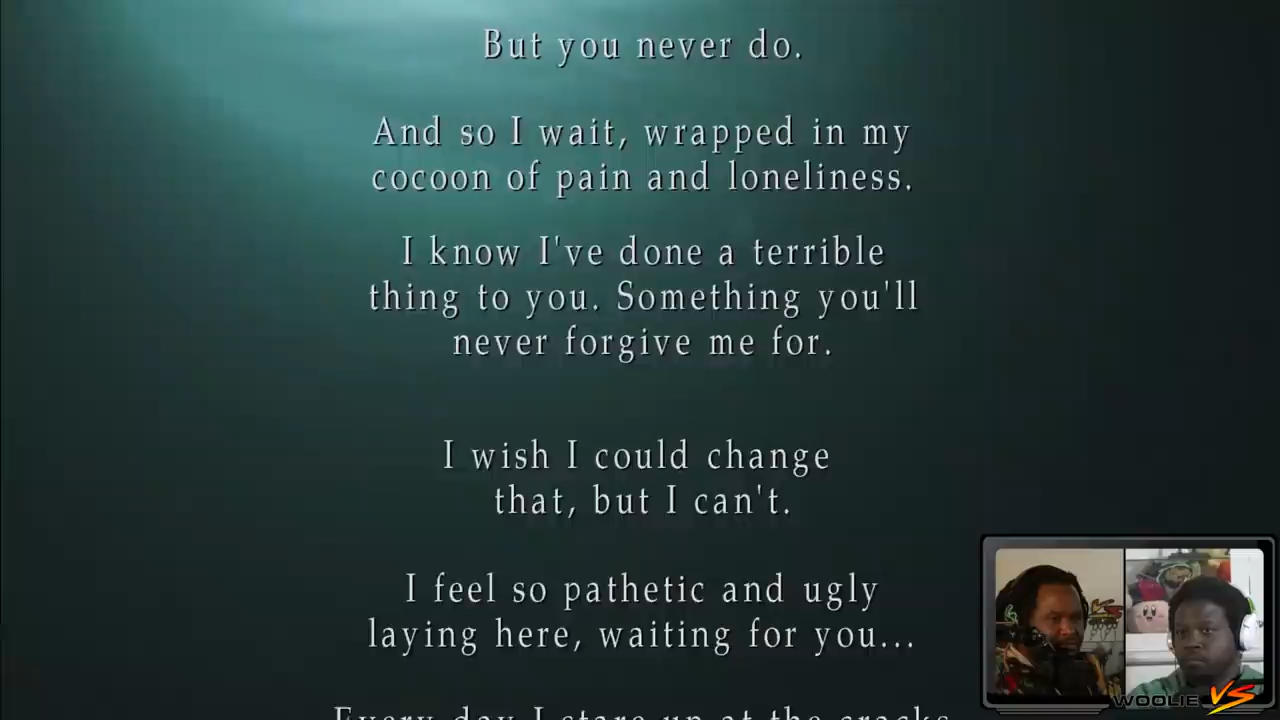 But you never do.
And so I wait, wrapped in my
cocoon of pain and loneliness.
I know I've done a terrible
thing to you. Something you'll
never forgive me for.
I wish I could change
that, but I can't.
I feel so pathetic and ugly
laying here, waiting for you...
Every day I stare up at the cracks
WOOLIE VS